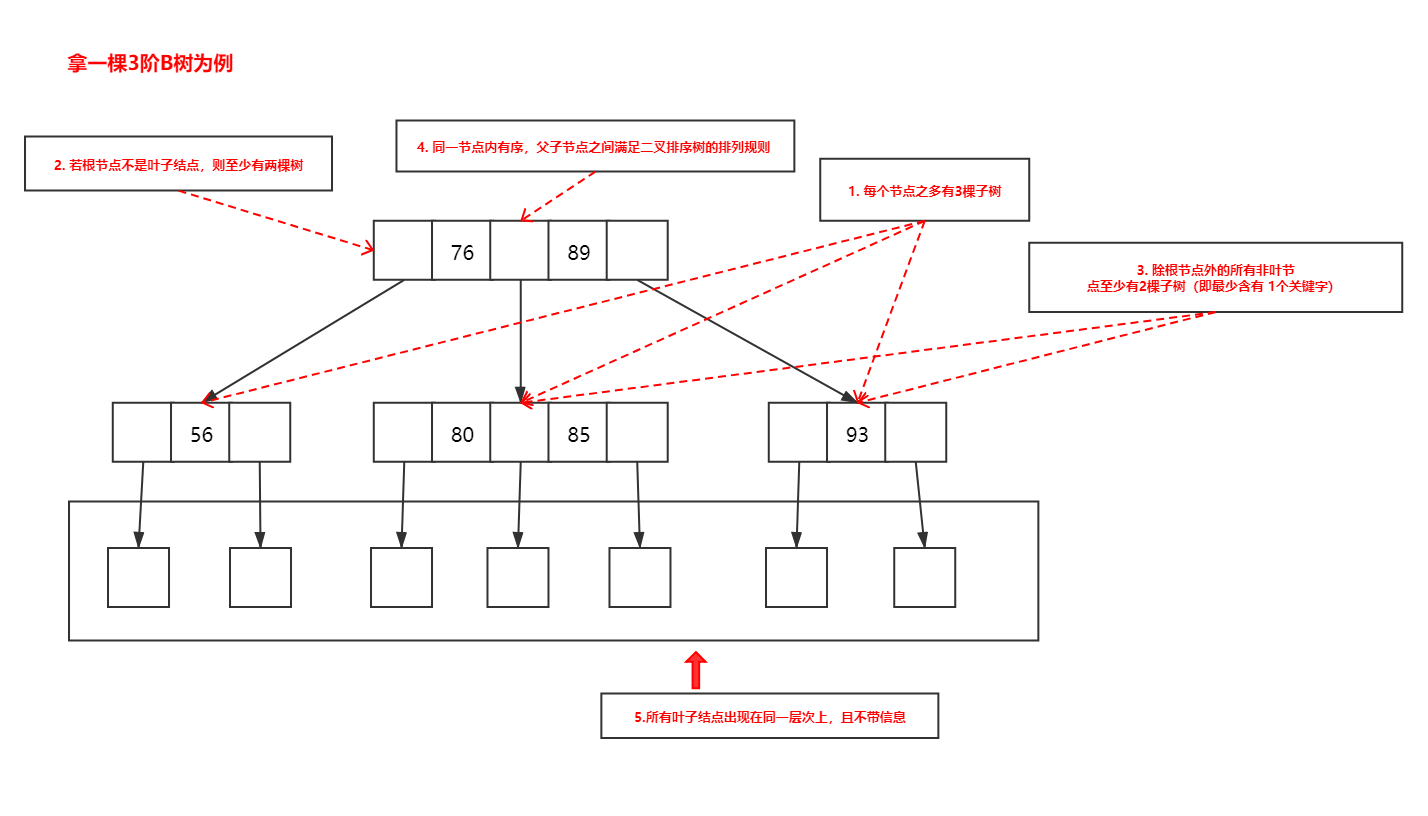 拿一棵3阶B树为例
4. 同一节点内有序，父子节点之间满足二叉排序树的排列规则
2. 若根节点不是叶子结点，则至少有两棵树
1. 每个节点之多有3棵子树
76 89
3. 除根节点外的所有非叶节
点至少有2棵子树（即最少含有 1个关键字）
56 80 85 93
5.所有叶子结点出现在同一层次上，且不带信息